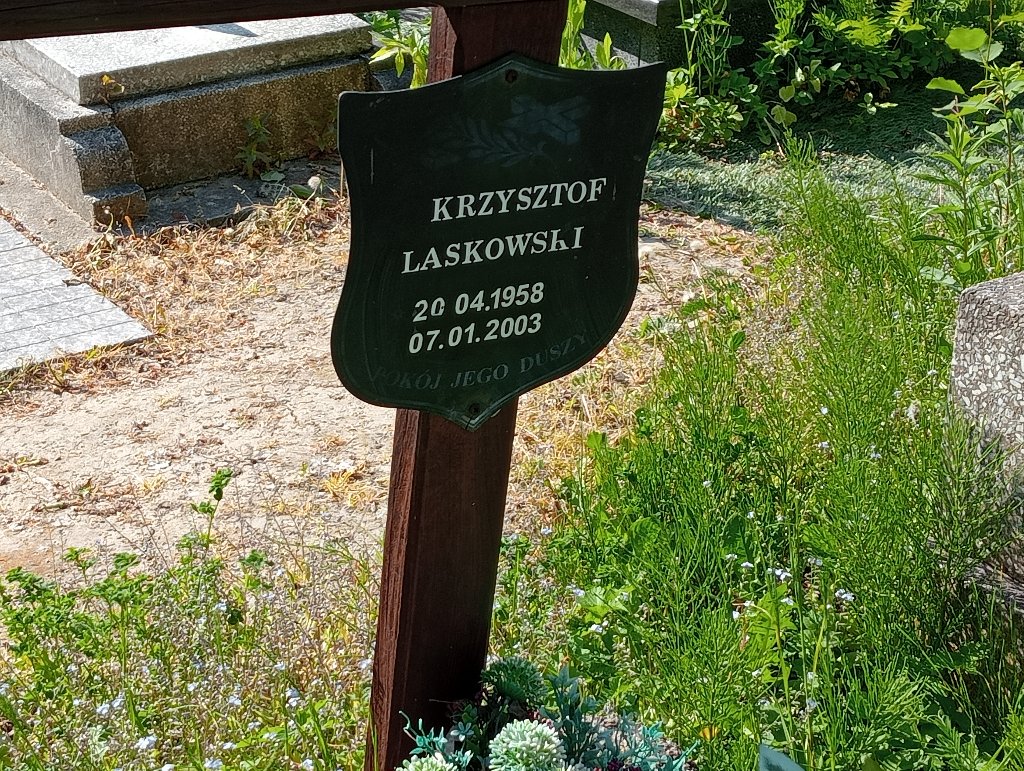 KRZYSZTOF
LASKOWSKI
20 04.1958
07.01.2003
POKÓJ JEGO DUSZY